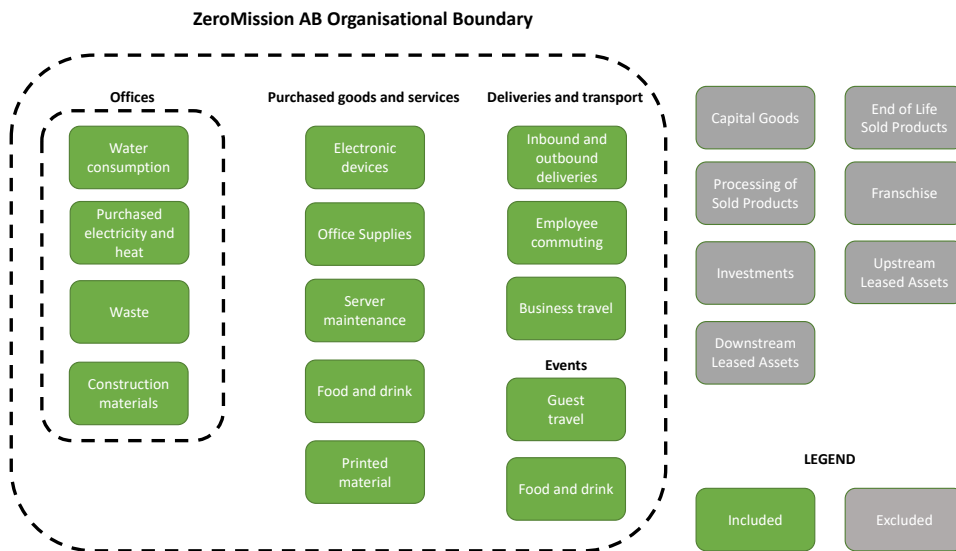 ZeroMission AB Organisational Boundary
Offices
Water
consumption
Purchased
electricity and
heat
Waste
Construction
materials
Purchased goods and services
Electronic
devices
Office Supplies
Server
maintenance
Food and drink
Printed
material
Deliveries and transport
Inbound and
outbound
deliveries
Employee
commuting
Business travel
Events
Guest
travel
Food and drink
Capital Goods
End of Life
Sold Products
Processing of
Sold Products
Franschise
Investments
Upstream
Leased Assets
Downstream
Leased Assets
LEGEND
Included
Excluded